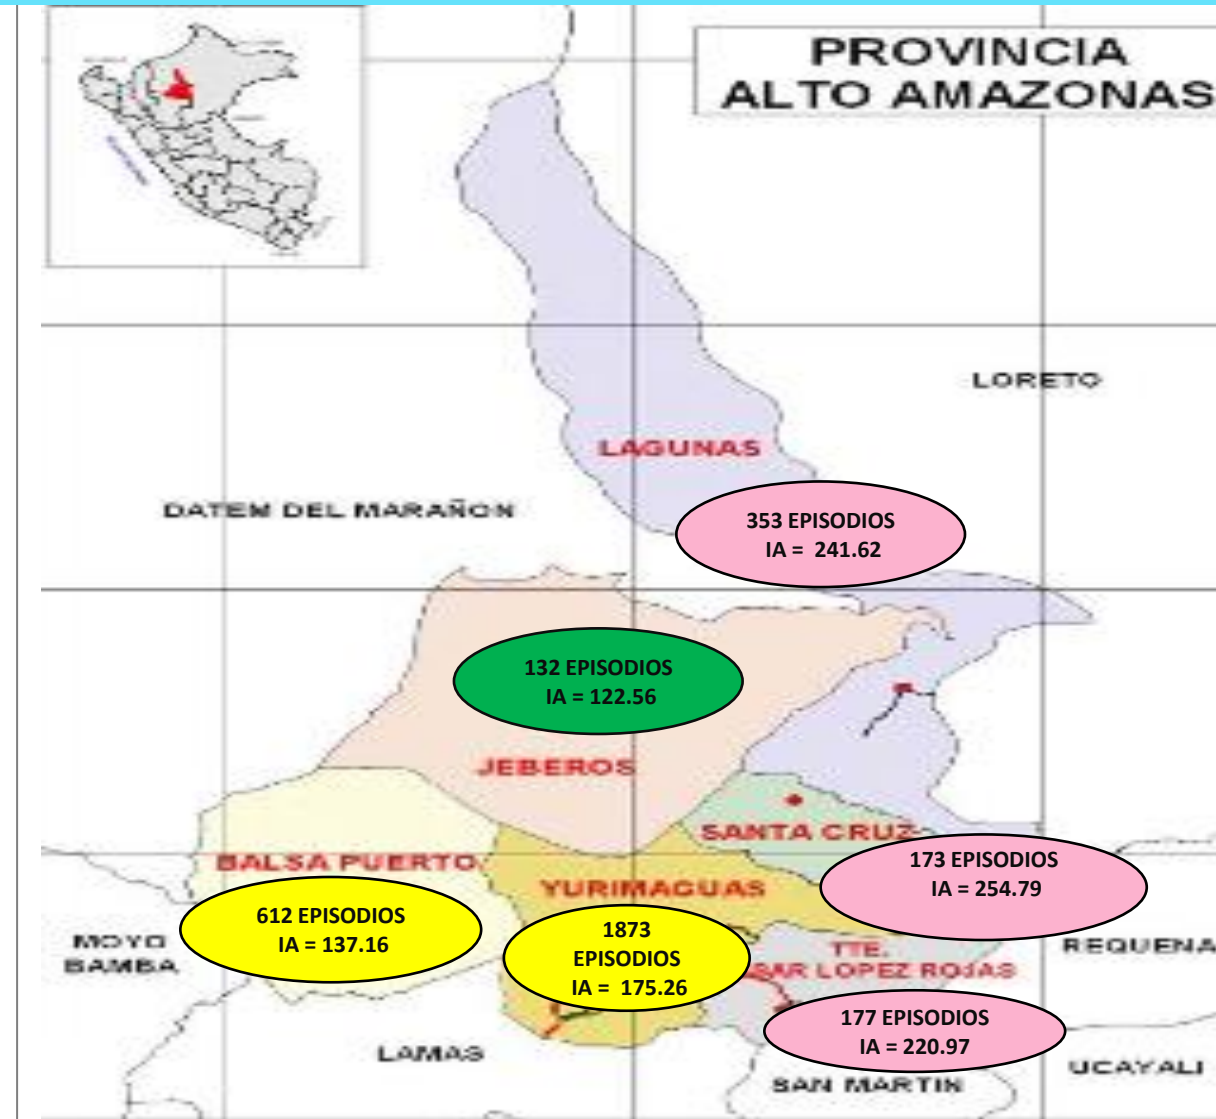 PROVINCIA
ALTO AMAZONAS
LORETO
LAGUNAS
DATEM DEL MARAÑON
353 EPISODIOS
IA = 241.62
132 EPISODIOS
IA = 122.56
JEBEROS
SANTA CRUZ
BALSA PUERTO
YURIMAGUAS
173 EPISODIOS
IA = 254.79
612 EPISODIOS
IA = 137.16
1873
EPISODIOS
IA = 175.26
MOYO
BAMBA
TTE.
SAR LOPEZ ROJAS
REQUENA
177 EPISODIOS
IA = 220.97
LAMAS
SAN MARTIN
UCAYALI